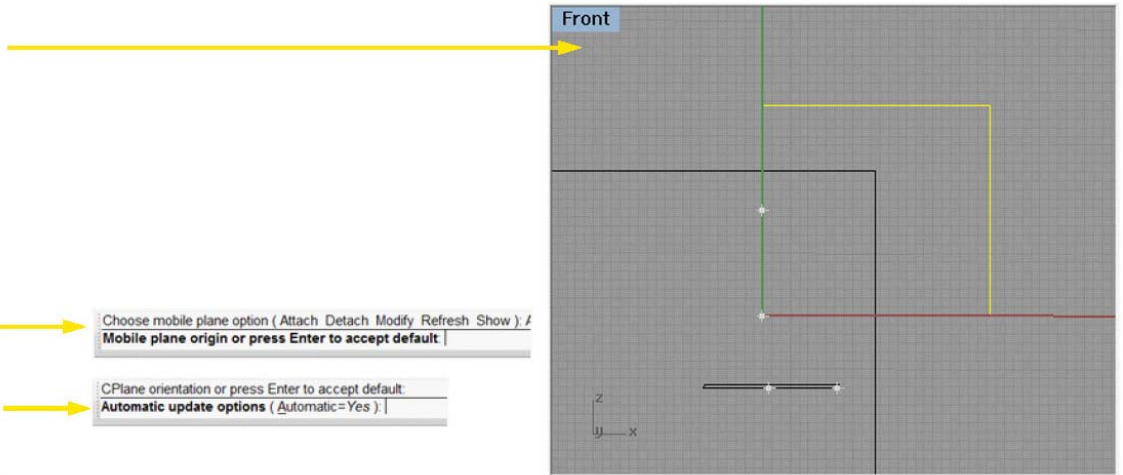 Front
Choose mobile plane option ( Attach Detach Modify Refresh Show ): A
Mobile plane origin or press Enter to accept default:
CPlane orientation or press Enter to accept default:
Automatic update options ( Automatic=Yes ):
z
y x